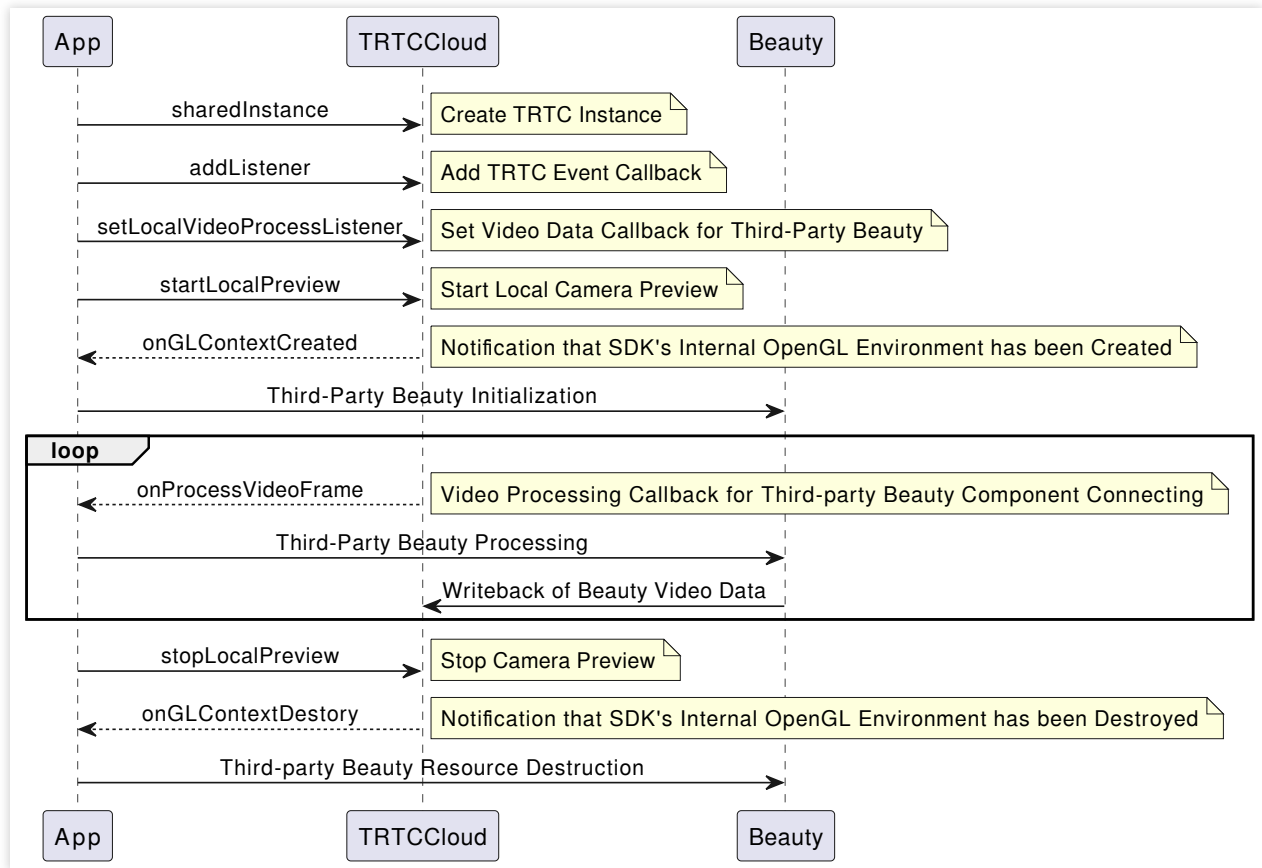 App
TRTCCloud
Beauty
sharedInstance
Create TRTC Instance
addListener
Add TRTC Event Callback
setLocalVideoProcessListener
Set Video Data Callback for Third-Party Beauty
startLocalPreview
Start Local Camera Preview
onGLContextCreated
Notification that SDK's Internal OpenGL Environment has been Created
Third-Party Beauty Initialization
loop
onProcessVideoFrame
Video Processing Callback for Third-party Beauty Component Connecting
Third-Party Beauty Processing
Writeback of Beauty Video Data
stopLocalPreview
Stop Camera Preview
onGLContextDestory
Notification that SDK's Internal OpenGL Environment has been Destroyed
Third-party Beauty Resource Destruction
App
TRTCCloud
Beauty